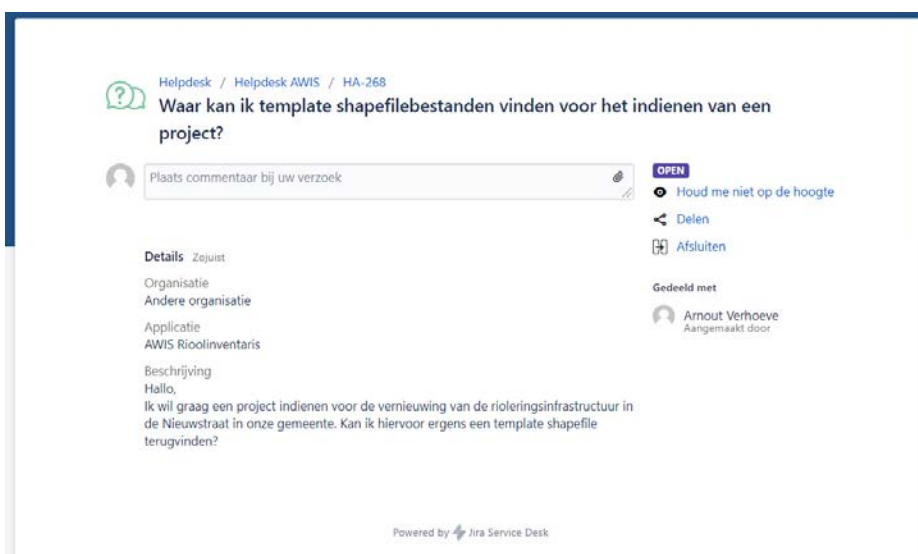 Helpdesk / Helpdesk AWIS / HA-268
Waar kan ik template shapefilebestanden vinden voor het indienen van een
project?
Plaats commentaar bij uw verzoek
OPEN
Houd me niet op de hoogte
Delen
Afsluiten
Gedeeld met
Arnout Verhoeve
Aangemaakt door
Details Zojuist
Organisatie
Andere organisatie
Applicatie
AWIS Rioolinventaris
Beschrijving
Hallo,
Ik wil graag een project indienen voor de vernieuwing van de rioleringsinfrastructuur in
de Nieuwstraat in onze gemeente. Kan ik hiervoor ergens een template shapefile
terugvinden?
Powered by Jira Service Desk